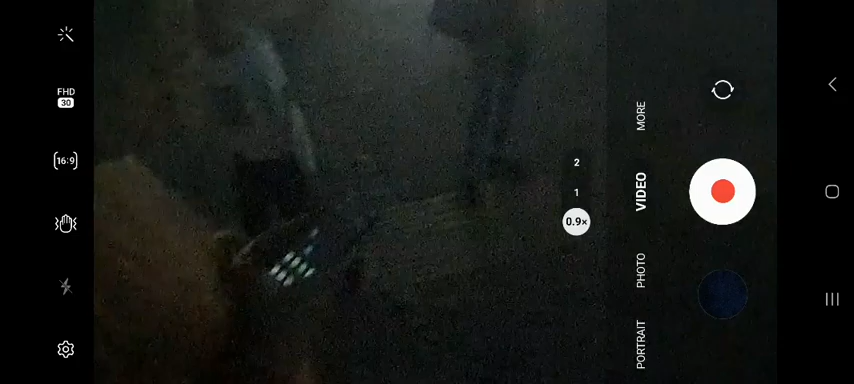 FHD
30
16:9
2
1
0.9×
MORE
VIDEO
PHOTO
PORTRAIT